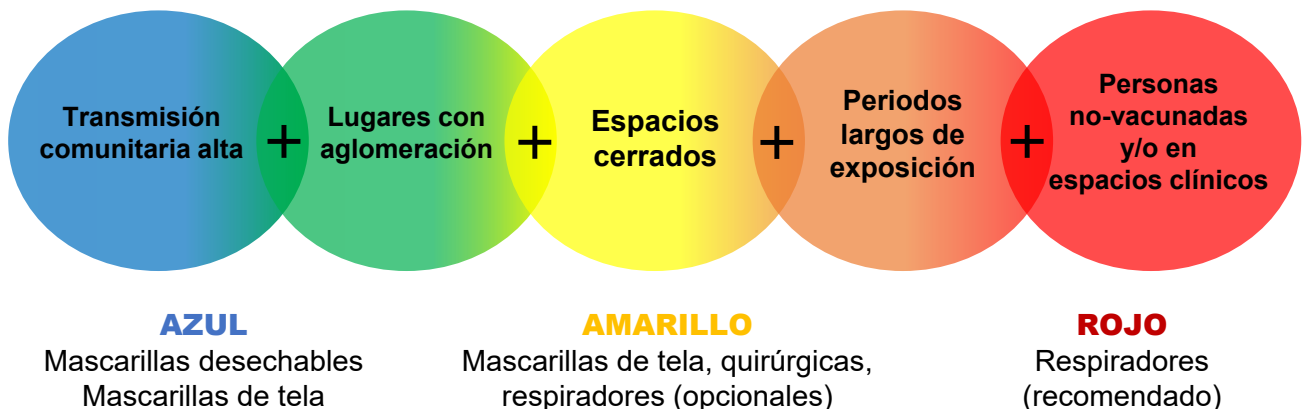 Transmisión
comunitaria alta
+
Lugares con
aglomeración
+
Espacios
cerrados
+
Periodos
largos de
exposición
+
Personas
no-vacunadas
y/o en
espacios clínicos
AZUL
Mascarillas desechables
Mascarillas de tela
AMARILLO
Mascarillas de tela, quirúrgicas,
respiradores (opcionales)
ROJO
Respiradores
(recomendado)